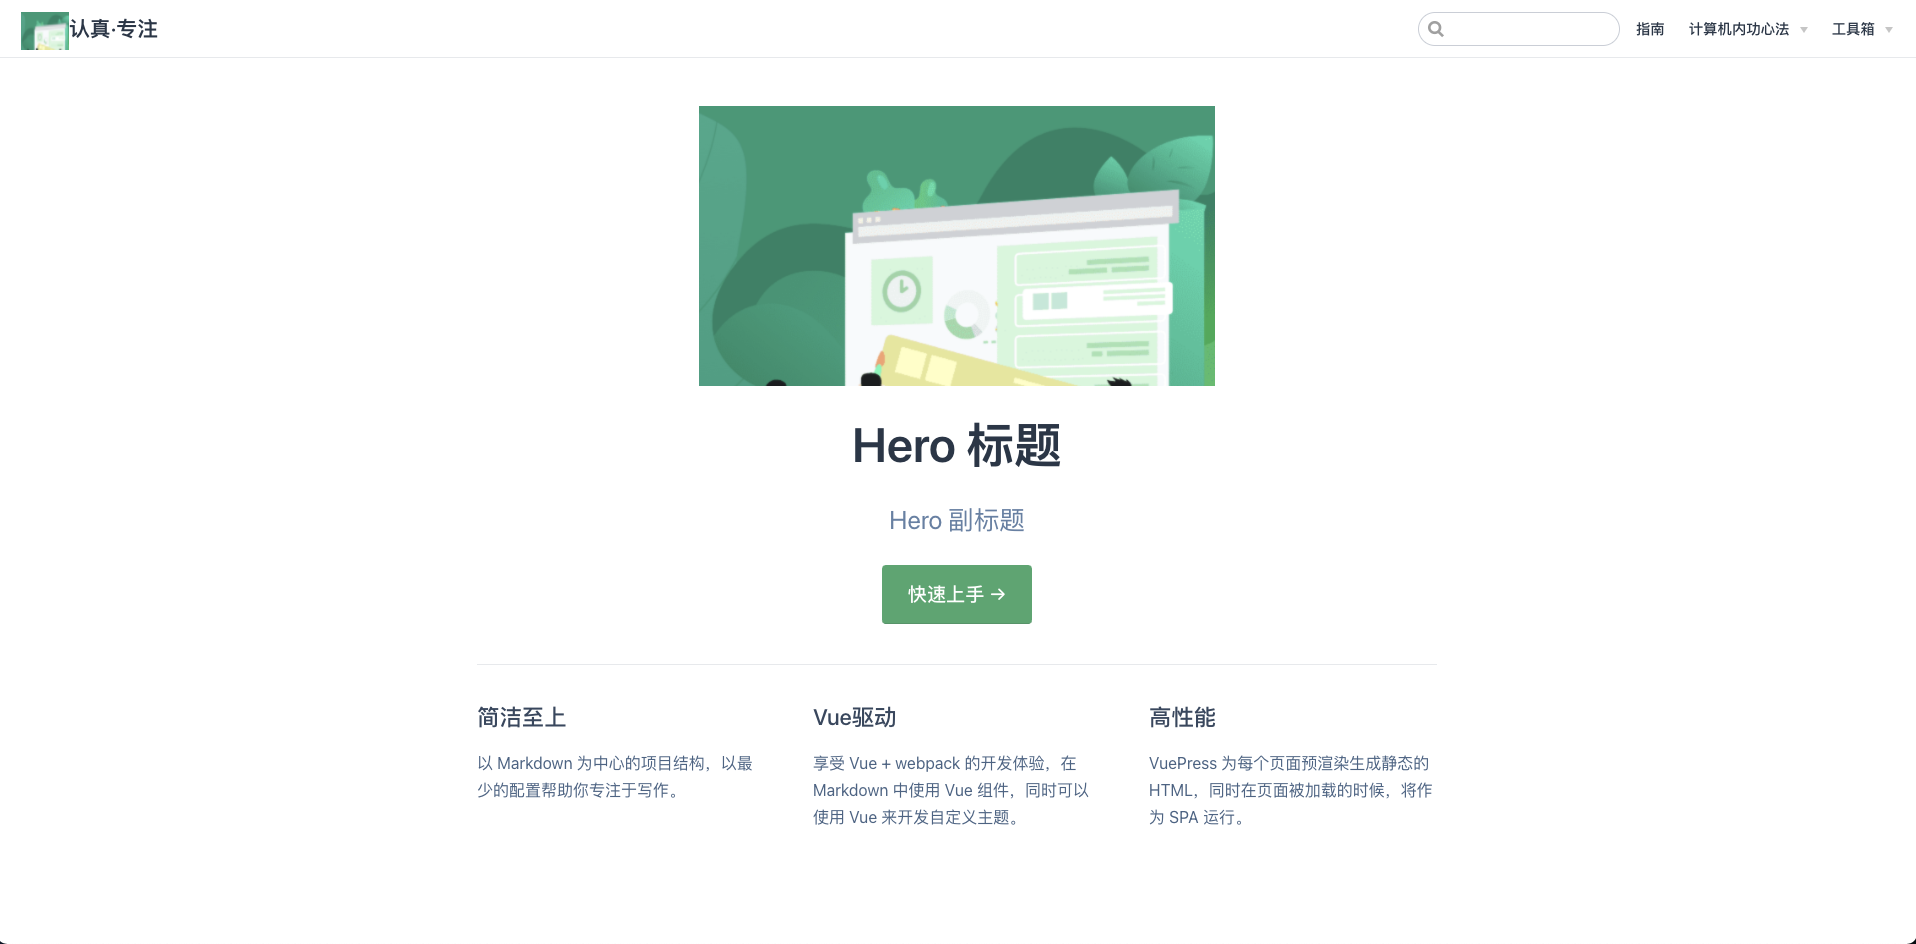 认真·专注
指南
计算机内功心法
工具箱
Hero 标题
Hero 副标题
快速上手 →
简洁至上
以 Markdown 为中心的项目结构，以最
少的配置帮助你专注于写作。
Vue驱动
享受 Vue + webpack 的开发体验，在
Markdown 中使用 Vue 组件，同时可以
使用 Vue 来开发自定义主题。
高性能
VuePress 为每个页面预渲染生成静态的
HTML，同时在页面被加载的时候，将作
为 SPA 运行。